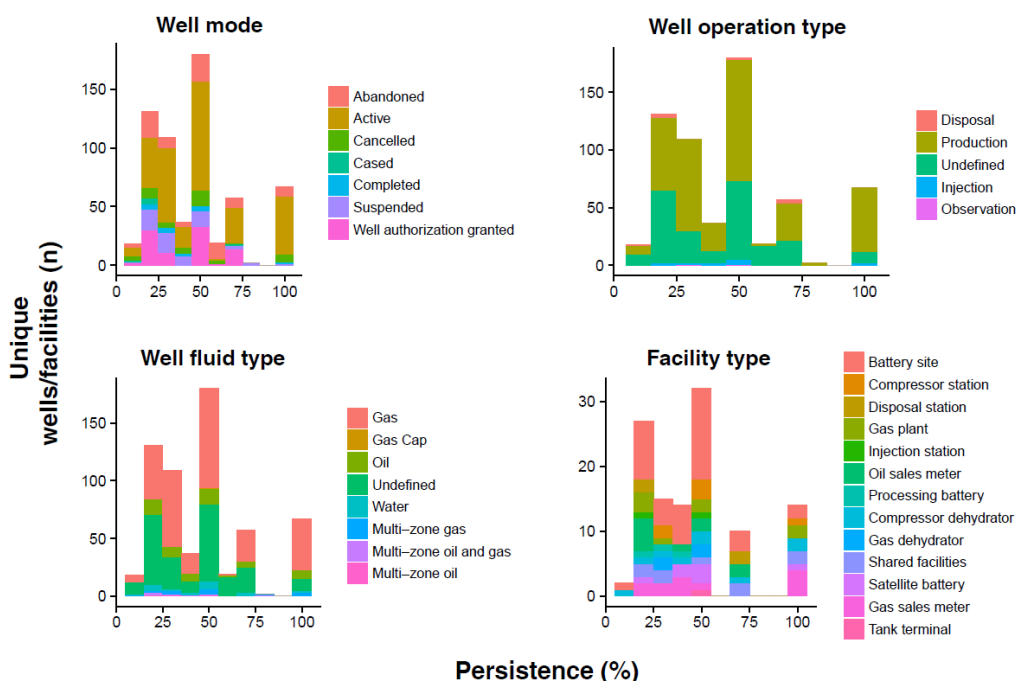 Well mode
150
100
50
0
0
25
50
75
100
Abandoned
Active
Cancelled
Cased
Completed
Suspended
Well authorization granted
Well operation type
150
100
50
0
0
25
50
75
100
Disposal
Production
Undefined
Injection
Observation
Unique
wells/facilities (n)
Well fluid type
150
100
50
0
0
25
50
75
100
Gas
Gas Cap
Oil
Undefined
Water
Multi–zone gas
Multi–zone oil and gas
Multi–zone oil
Facility type
30
20
10
0
0
25
50
75
100
Battery site
Compressor station
Disposal station
Gas plant
Injection station
Oil sales meter
Processing battery
Compressor dehydrator
Gas dehydrator
Shared facilities
Satellite battery
Gas sales meter
Tank terminal
Persistence (%)